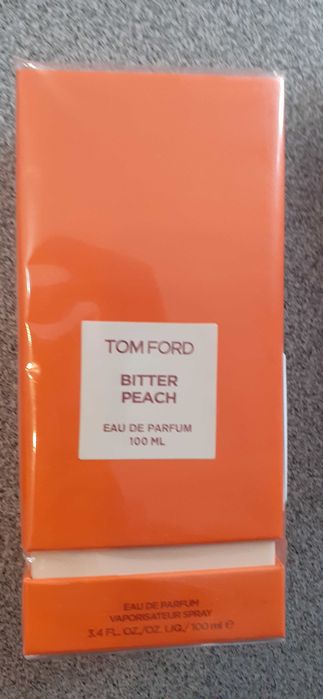 TOM FORD
BITTER
PEACH
EAU DE PARFUM
100 ML
EAU DE PARFUM
VAPORISATEUR SPRAY
3.4 FL. OZ./OZ. LIQ./100 ml ℮